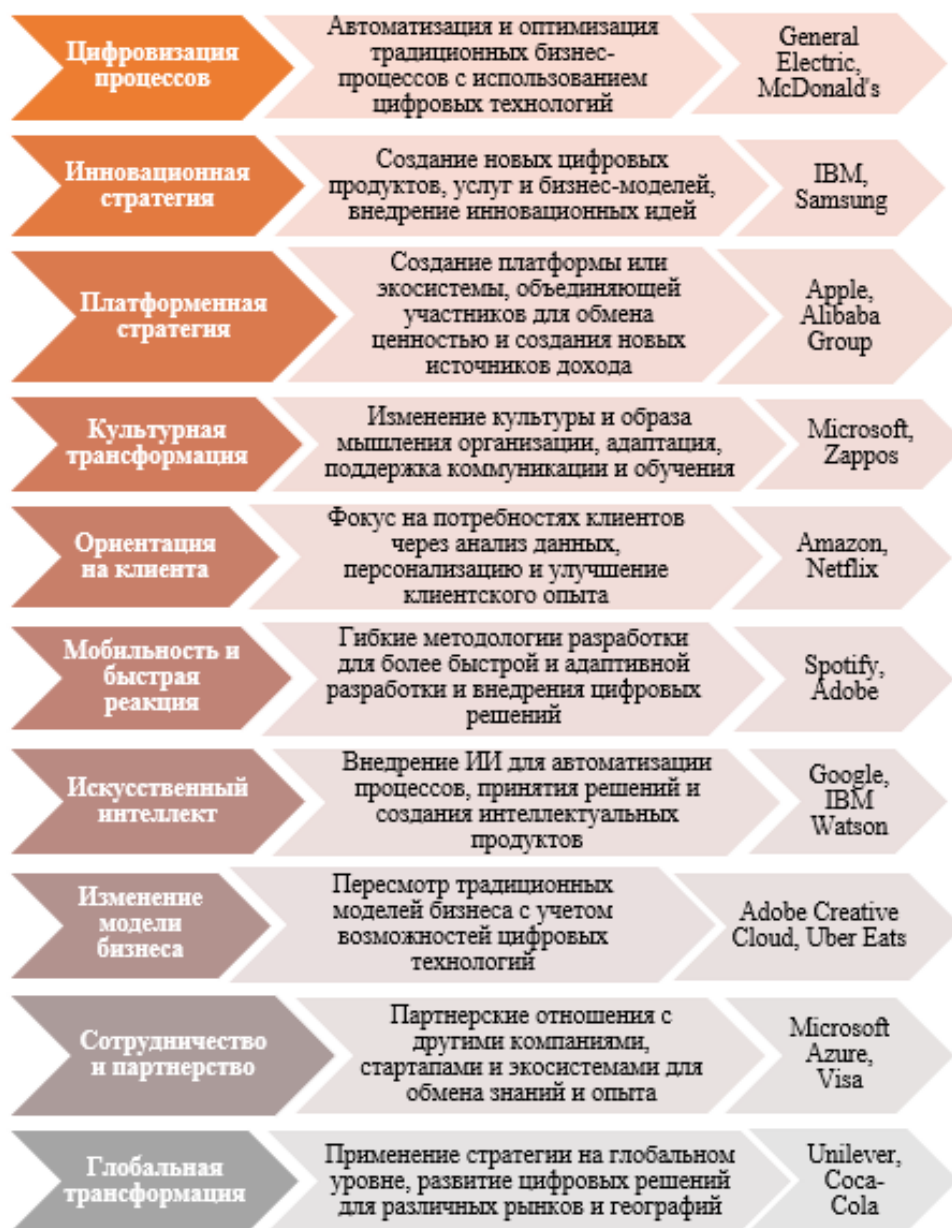 Цифровизация
процессов
Автоматизация и оптимизация
традиционных бизнес-
процессов с использованием
цифровых технологий
General
Electric,
McDonald's
Инновационная
стратегия
Создание новых цифровых
продуктов, услуг и бизнес-моделей,
внедрение инновационных идей
IBM,
Samsung
Платформенная
стратегия
Создание платформы или
экосистемы, объединяющей
участников для обмена
ценностью и создания новых
источников дохода
Apple,
Alibaba
Group
Культурная
трансформация
Изменение культуры и образа
мышления организации, адаптация,
поддержка коммуникации и обучения
Microsoft,
Zappos
Ориентация
на клиента
Фокус на потребностях клиентов
через анализ данных,
персонализацию и улучшение
клиентского опыта
Amazon,
Netflix
Мобильность и
быстрая
реакция
Гибкие методологии разработки
для более быстрой и адаптивной
разработки и внедрения цифровых
решений
Spotify,
Adobe
Искусственный
интеллект
Внедрение ИИ для автоматизации
процессов, принятия решений и
создания интеллектуальных
продуктов
Google,
IBM
Watson
Изменение
модели
бизнеса
Пересмотр традиционных
моделей бизнеса с учетом
возможностей цифровых
технологий
Adobe Creative
Cloud, Uber Eats
Сотрудничество
и партнерство
Партнерские отношения с
другими компаниями,
стартапами и экосистемами для
обмена знаний и опыта
Microsoft
Azure,
Visa
Глобальная
трансформация
Применение стратегии на глобальном
уровне, развитие цифровых решений
для различных рынков и географий
Unilever,
Coca-
Cola